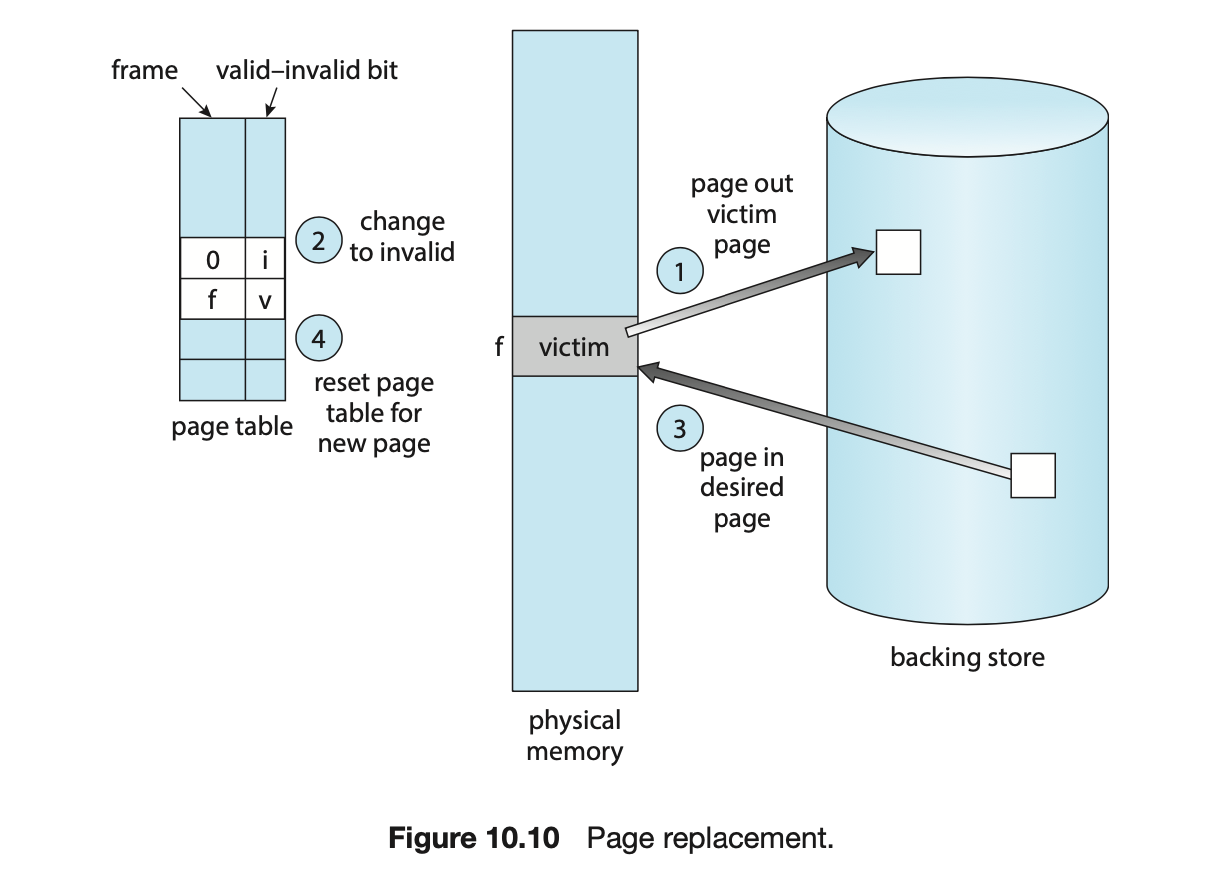 frame
valid–invalid bit
0
i
f
v
2
change
to invalid
4
reset page
table for
new page
page table
f
victim
physical
memory
page out
victim
page
1
3
page in
desired
page
backing store
Figure 10.10 Page replacement.